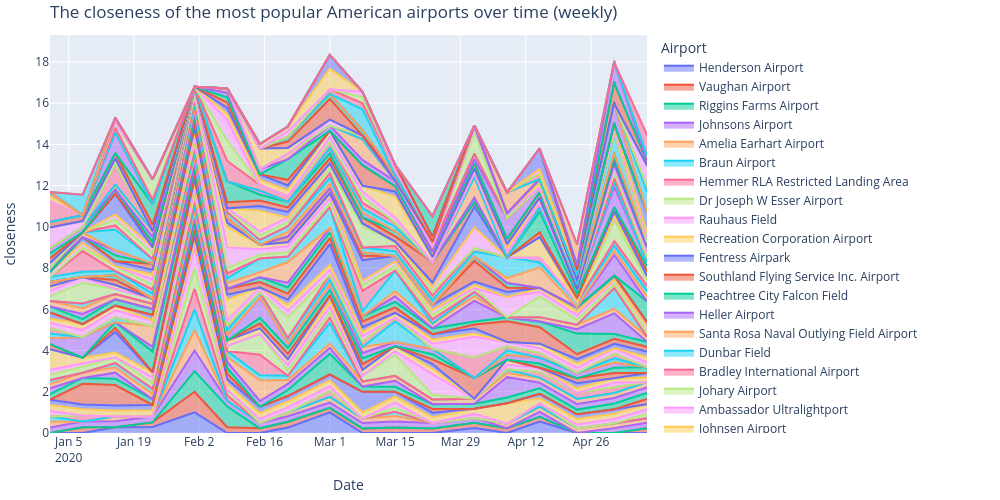 The closeness of the most popular American airports over time (weekly)
closeness
18
16
14
12
10
8
6
4
2
0
Jan 5
2020
Jan 19
Feb 2
Feb 16
Mar 1
Mar 15
Mar 29
Apr 12
Apr 26
Date
Airport
Henderson Airport
Vaughan Airport
Riggins Farms Airport
Johnsons Airport
Amelia Earhart Airport
Braun Airport
Hemmer RLA Restricted Landing Area
Dr Joseph W Esser Airport
Rauhaus Field
Recreation Corporation Airport
Fentress Airpark
Southland Flying Service Inc. Airport
Peachtree City Falcon Field
Heller Airport
Santa Rosa Naval Outlying Field Airport
Dunbar Field
Bradley International Airport
Johary Airport
Ambassador Ultralightport
Johnsen Airport